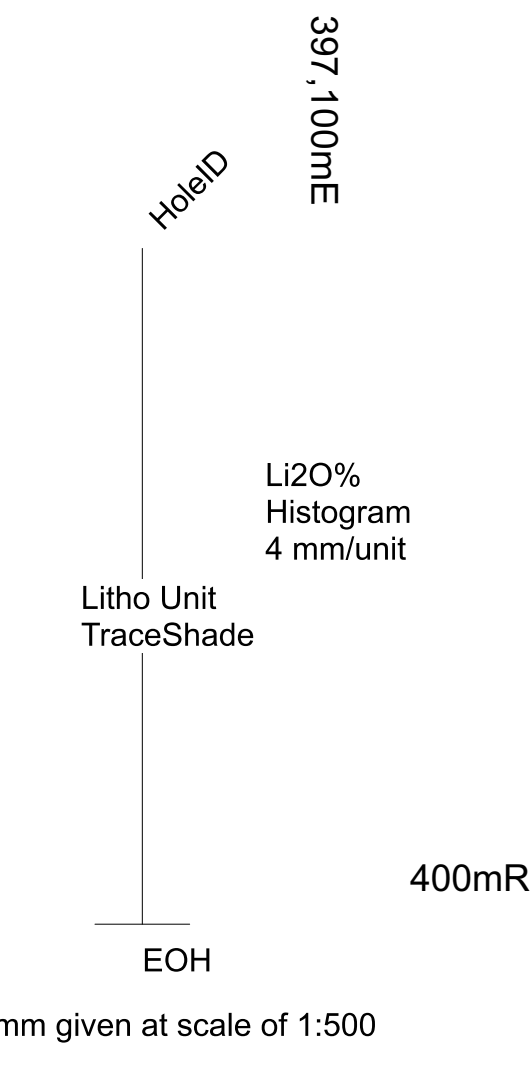 397,100mE
HoleID
Li2O%
Histogram
4 mm/unit
Litho Unit
TraceShade
400mR
EOH
mm given at scale of 1:500